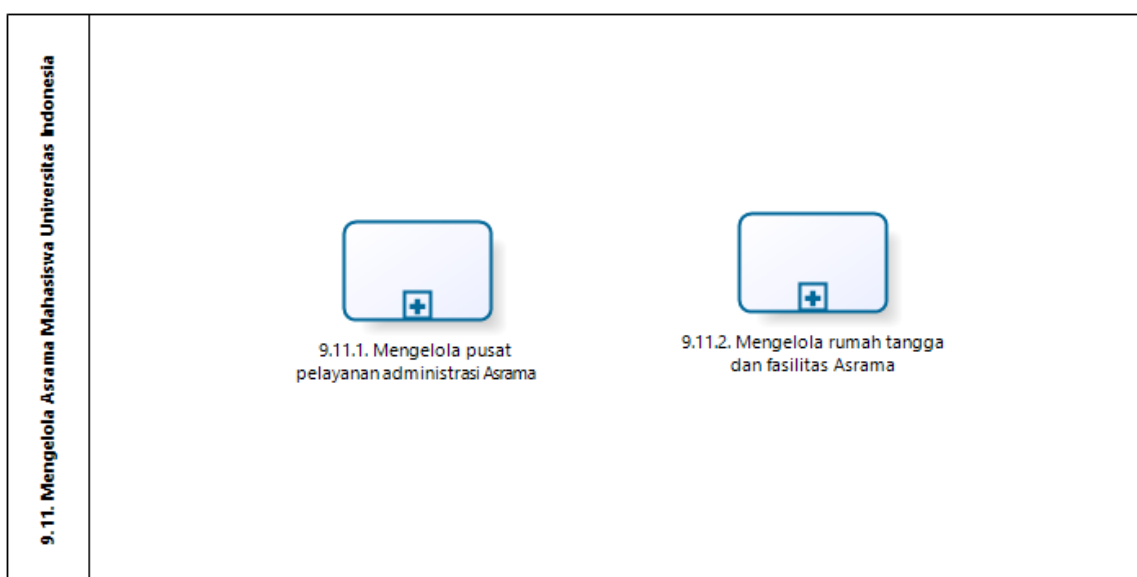 9.11. Mengelola Asrama Mahasiswa Universitas Indonesia
9.11.1. Mengelola pusat
pelayanan administrasi Asrama
9.11.2. Mengelola rumah tangga
dan fasilitas Asrama